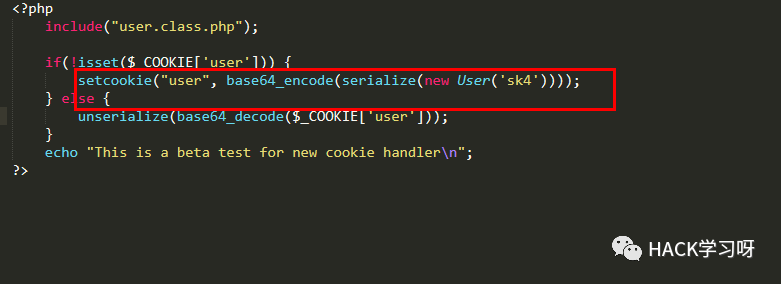 <?php
include("user.class.php");
if(!isset($_COOKIE['user'])) {
setcookie("user", base64_encode(serialize(new User('sk4'))));
} else {
unserialize(base64_decode($_COOKIE['user']));
}
echo "This is a beta test for new cookie handler\n";
?>
HACK学习呀